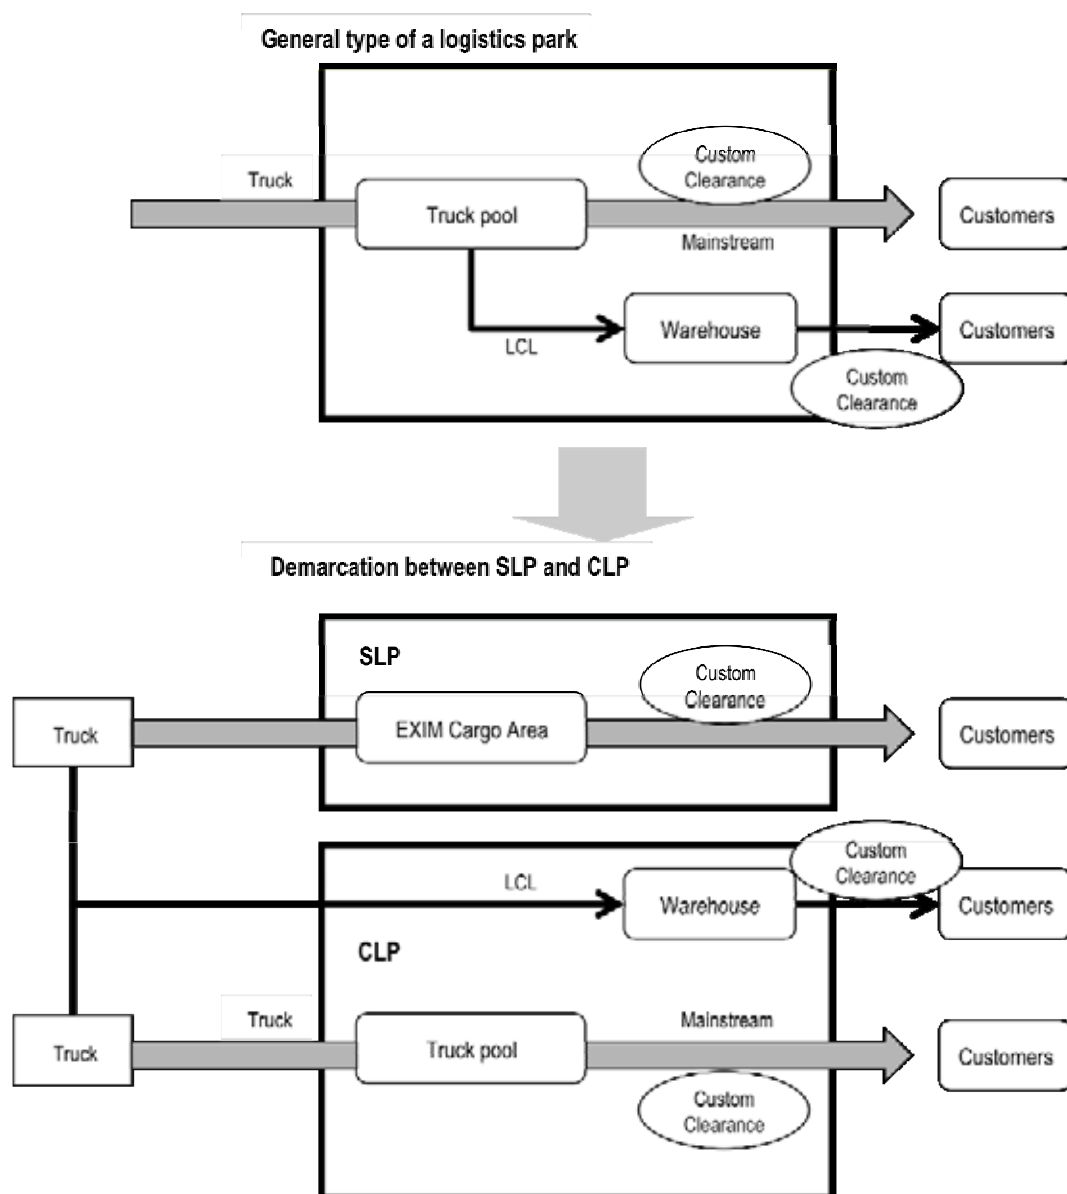 General type of a logistics park
Custom
Clearance
Truck
Truck pool
Customers
Mainstream
Warehouse
Customers
LCL
Custom
Clearance
Demarcation between SLP and CLP
SLP
Custom
Clearance
Truck
EXIM Cargo Area
Customers
Custom
Clearance
LCL
Warehouse
Customers
CLP
Truck
Mainstream
Truck
Truck pool
Customers
Custom
Clearance